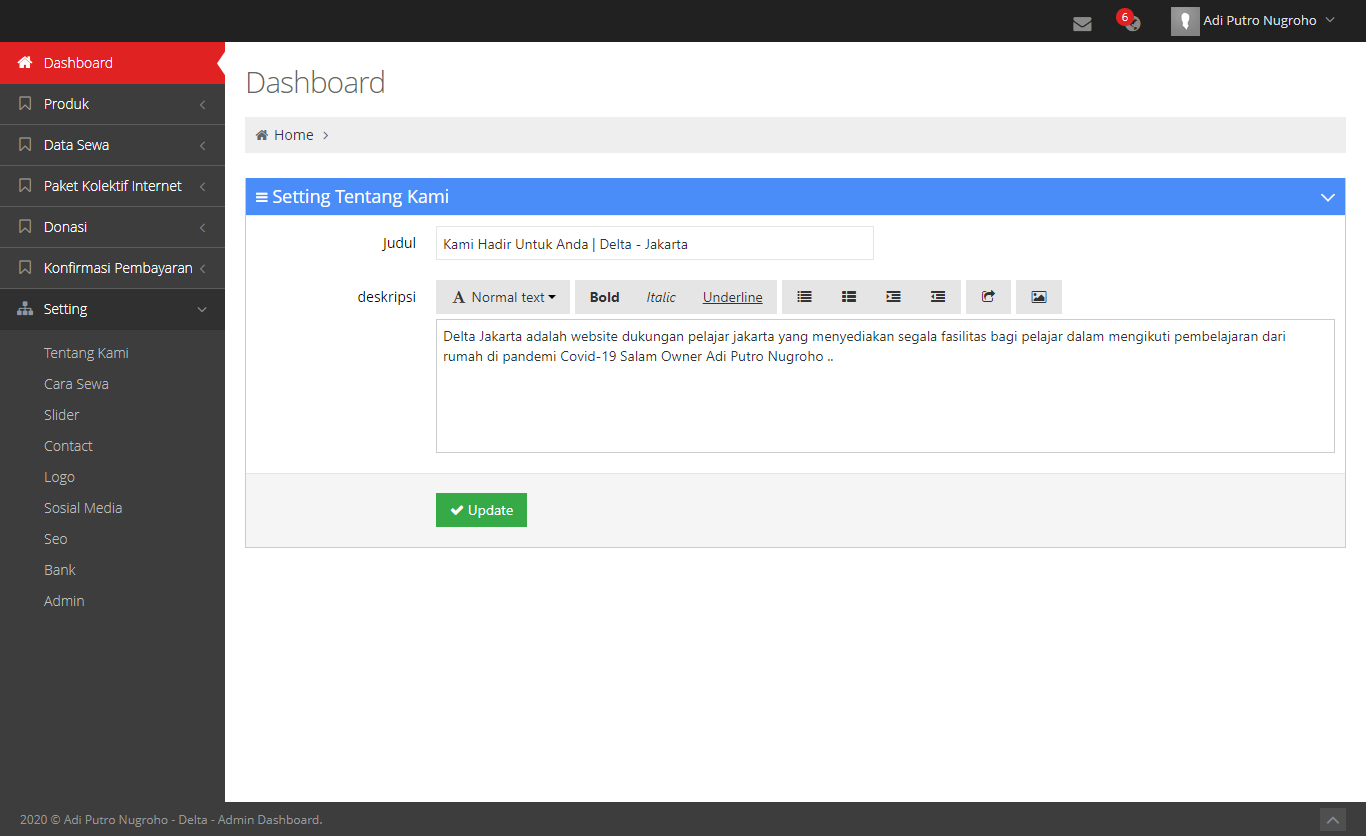 6
Adi Putro Nugroho
Dashboard
Produk
Data Sewa
Paket Kolektif Internet
Donasi
Konfirmasi Pembayaran
Setting
Tentang Kami
Cara Sewa
Slider
Contact
Logo
Sosial Media
Seo
Bank
Admin
Dashboard
Home
Setting Tentang Kami
Judul
Kami Hadir Untuk Anda | Delta - Jakarta
deskripsi
A Normal text Bold Italic Underline
Delta Jakarta adalah website dukungan pelajar jakarta yang menyediakan segala fasilitas bagi pelajar dalam mengikuti pembelajaran dari
rumah di pandemi Covid-19 Salam Owner Adi Putro Nugroho ..
Update
2020 © Adi Putro Nugroho - Delta - Admin Dashboard.